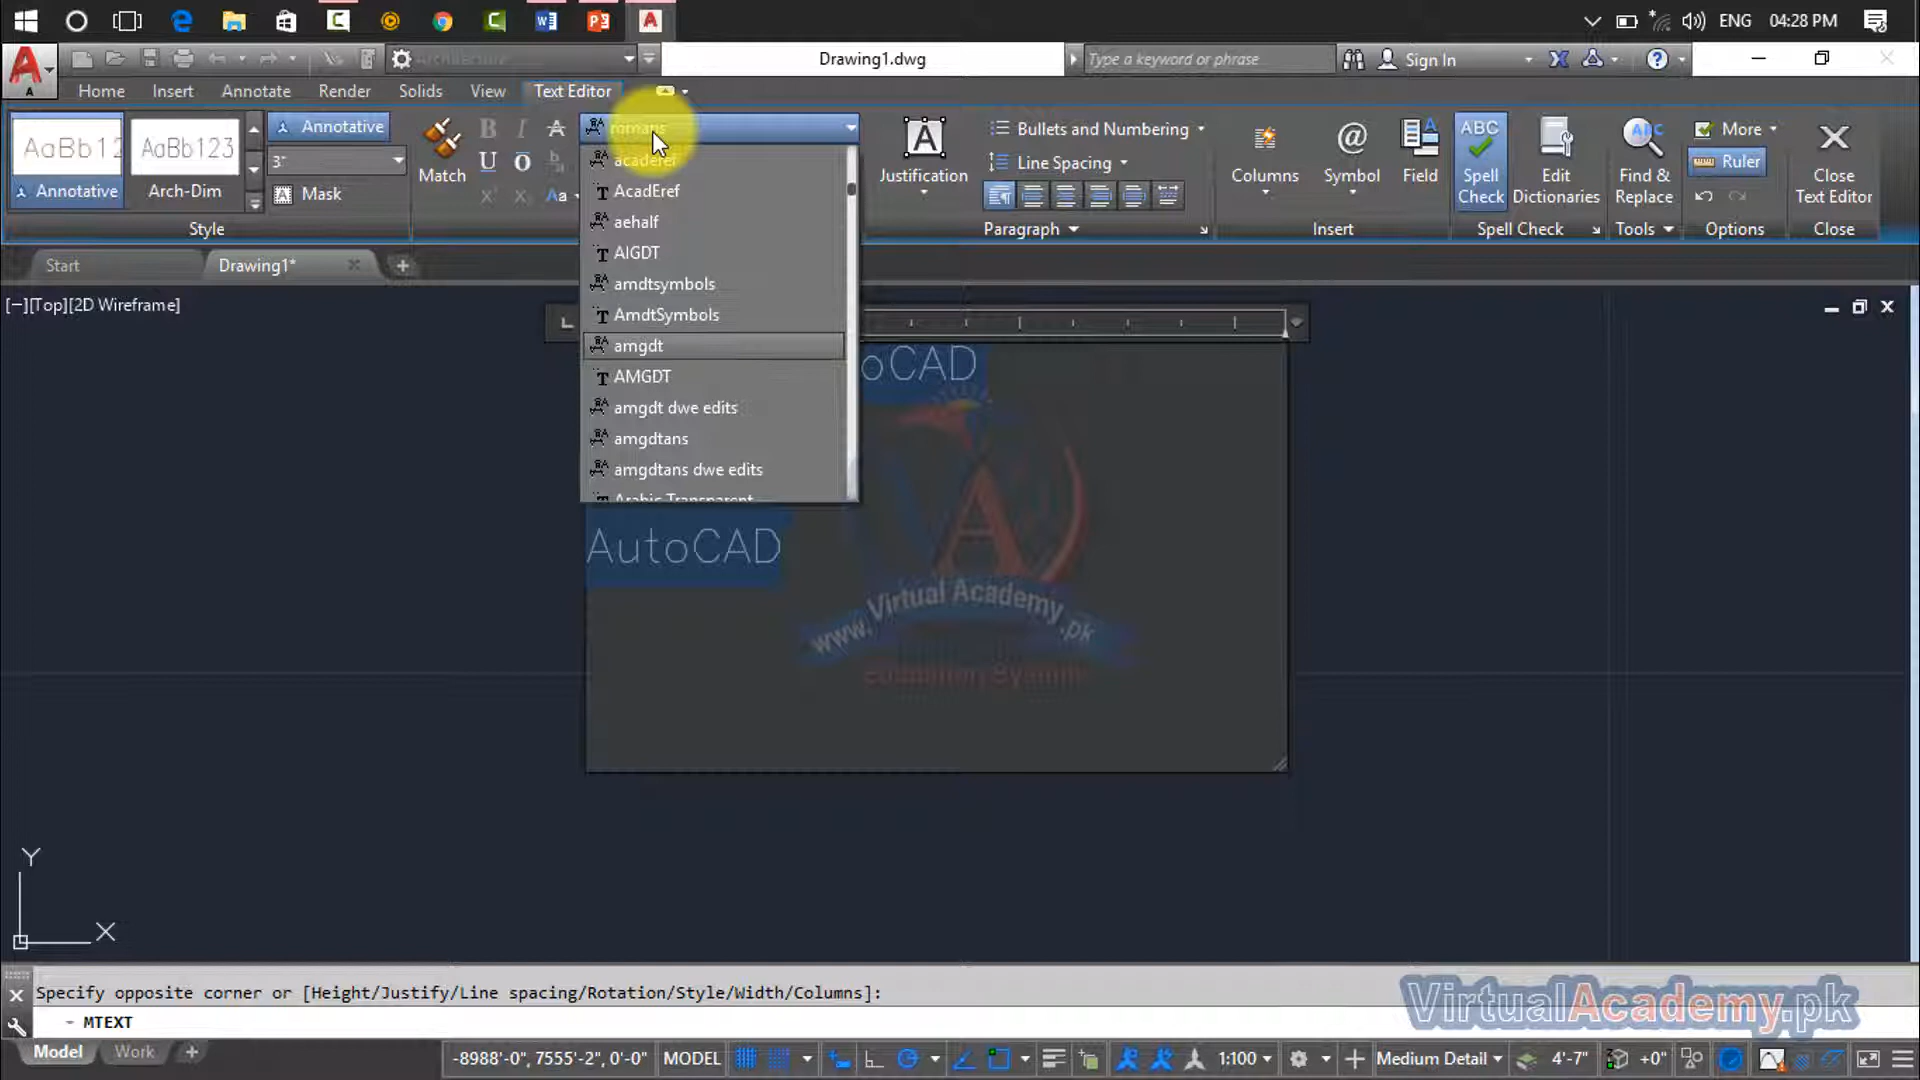 ENG 04:28 PM
Architecture
Drawing1.dwg
Type a keyword or phrase
Sign In
Home Insert Annotate Render Solids View Text Editor
AaBb12 AaBb123
Annotative
romans
Bullets and Numbering
More
3"
acaderef
Line Spacing
Ruler
Annotative Arch-Dim
Mask
Match
AcadEref
Justification
Columns Symbol Field
Spell Check
Edit Dictionaries
Find & Replace
Close Text Editor
aehalf
Style
Paragraph
Insert
Spell Check
Tools
Options
Close
AIGDT
Start Drawing1*
amdtsymbols
[−][Top][2D Wireframe]
AmdtSymbols
amgdt
oCAD
AMGDT
amgdt dwe edits
amgdtans
amgdtans dwe edits
Arabic Transparent
AutoCAD
www.Virtual Academy.pk
Y
X
Specify opposite corner or [Height/Justify/Line spacing/Rotation/Style/Width/Columns]:
MTEXT
VirtualAcademy.pk
Model Work
-8988'-0", 7555'-2", 0'-0" MODEL
1:100
Medium Detail
4'-7"
+0"